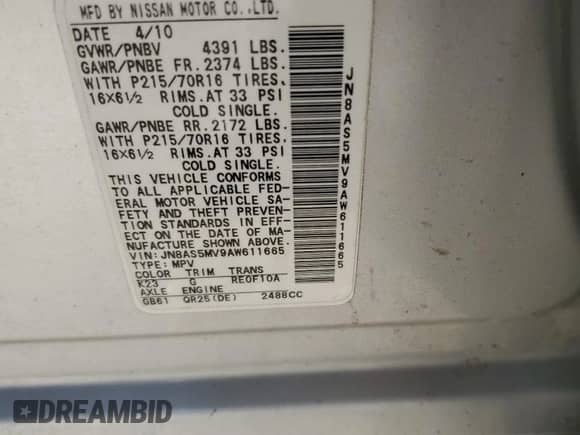 MFD BY NISSAN MOTOR CO.,LTD.
DATE 4/10
GVWR/PNBV 4391 LBS.
GAWR/PNBE FR. 2374 LBS.
WITH P215/70R16 TIRES.
16X6½ RIMS.AT 33 PSI
COLD SINGLE.
GAWR/PNBE RR. 2172 LBS.
WITH P215/70R16 TIRES.
16X6½ RIMS.AT 33 PSI
COLD SINGLE.
THIS VEHICLE CONFORMS
TO ALL APPLICABLE FED-
ERAL MOTOR VEHICLE SA-
FETY AND THEFT PREVEN-
TION STANDARDS IN EFF-
ECT ON THE DATE OF MA-
NUFACTURE SHOWN ABOVE.
VIN: JN8AS5MV9AW611665
TYPE: MPV
COLOR TRIM TRANS
K23 G RE0F10A
AXLE ENGINE
GB61 QR25(DE) 2488CC
JN8AS5MV9AW611665
DREAMBID